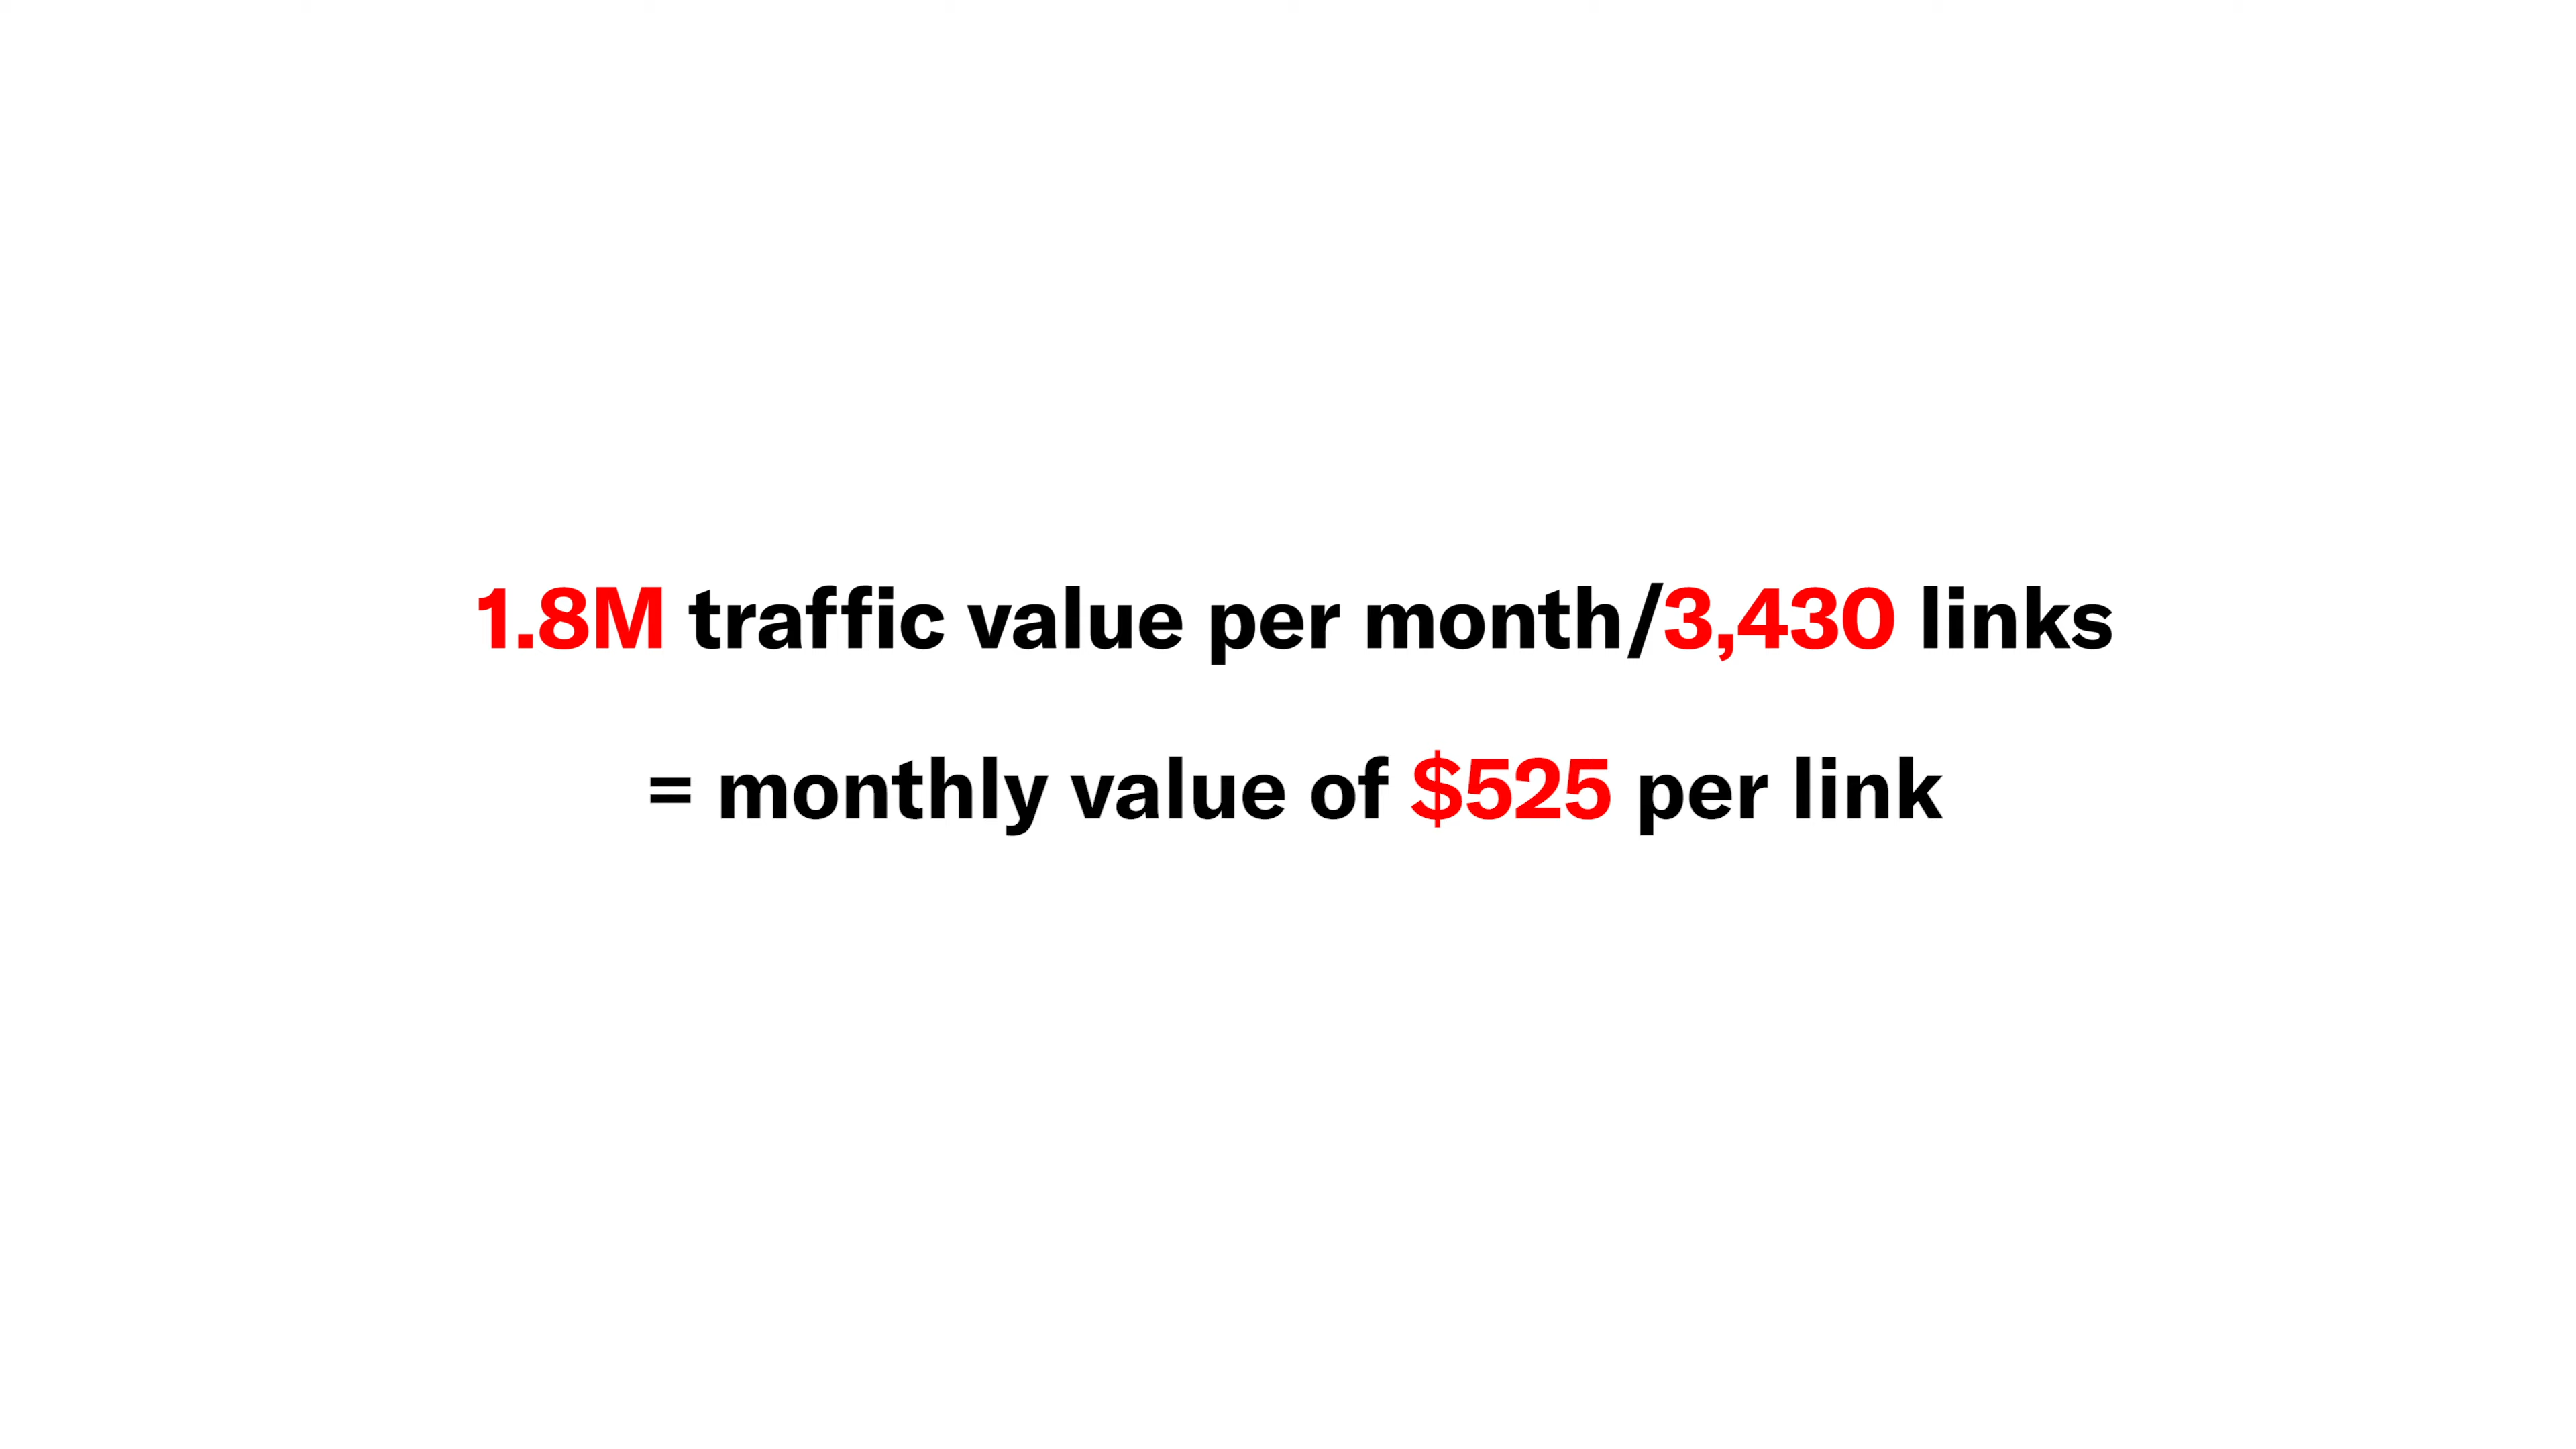 1.8M traffic value per month/3,430 links
= monthly value of $525 per link